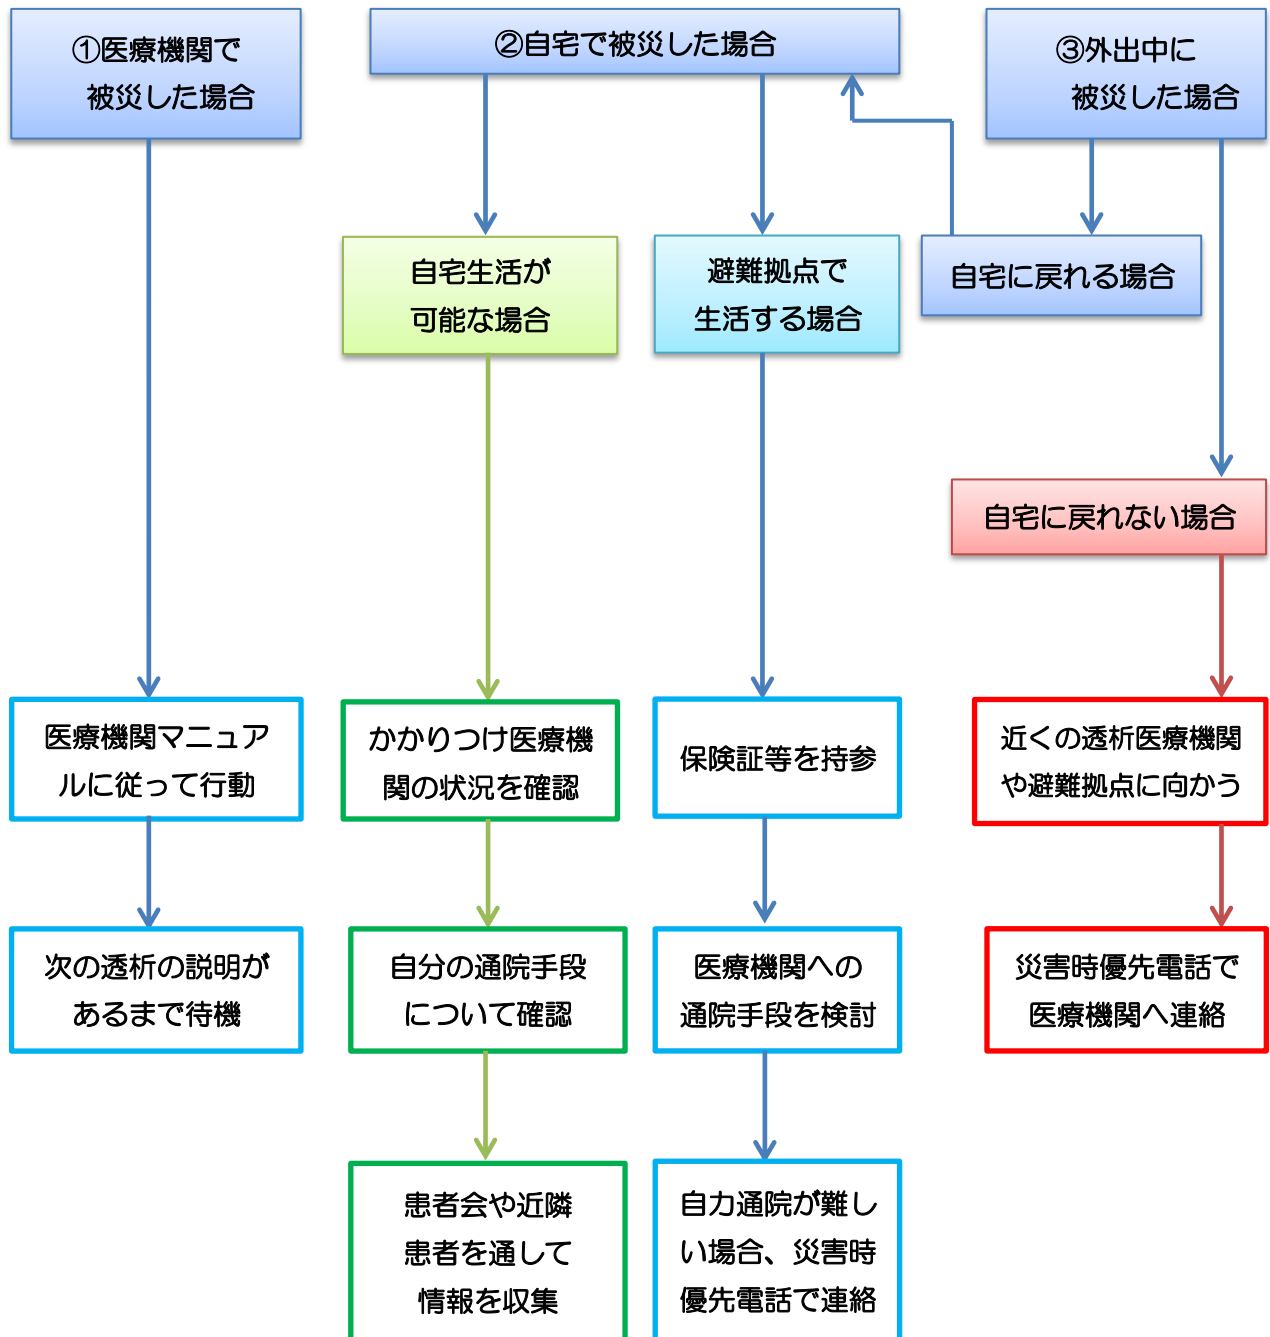 ①医療機関で
被災した場合
②自宅で被災した場合
③外出中に
被災した場合
自宅生活が
可能な場合
避難拠点で
生活する場合
自宅に戻れる場合
自宅に戻れない場合
医療機関マニュア
ルに従って行動
かかりつけ医療機
関の状況を確認
保険証等を持参
近くの透析医療機関
や避難拠点に向かう
次の透析の説明が
あるまで待機
自分の通院手段
について確認
医療機関への
通院手段を検討
災害時優先電話で
医療機関へ連絡
患者会や近隣
患者を通して
情報を収集
自力通院が難し
い場合、災害時
優先電話で連絡